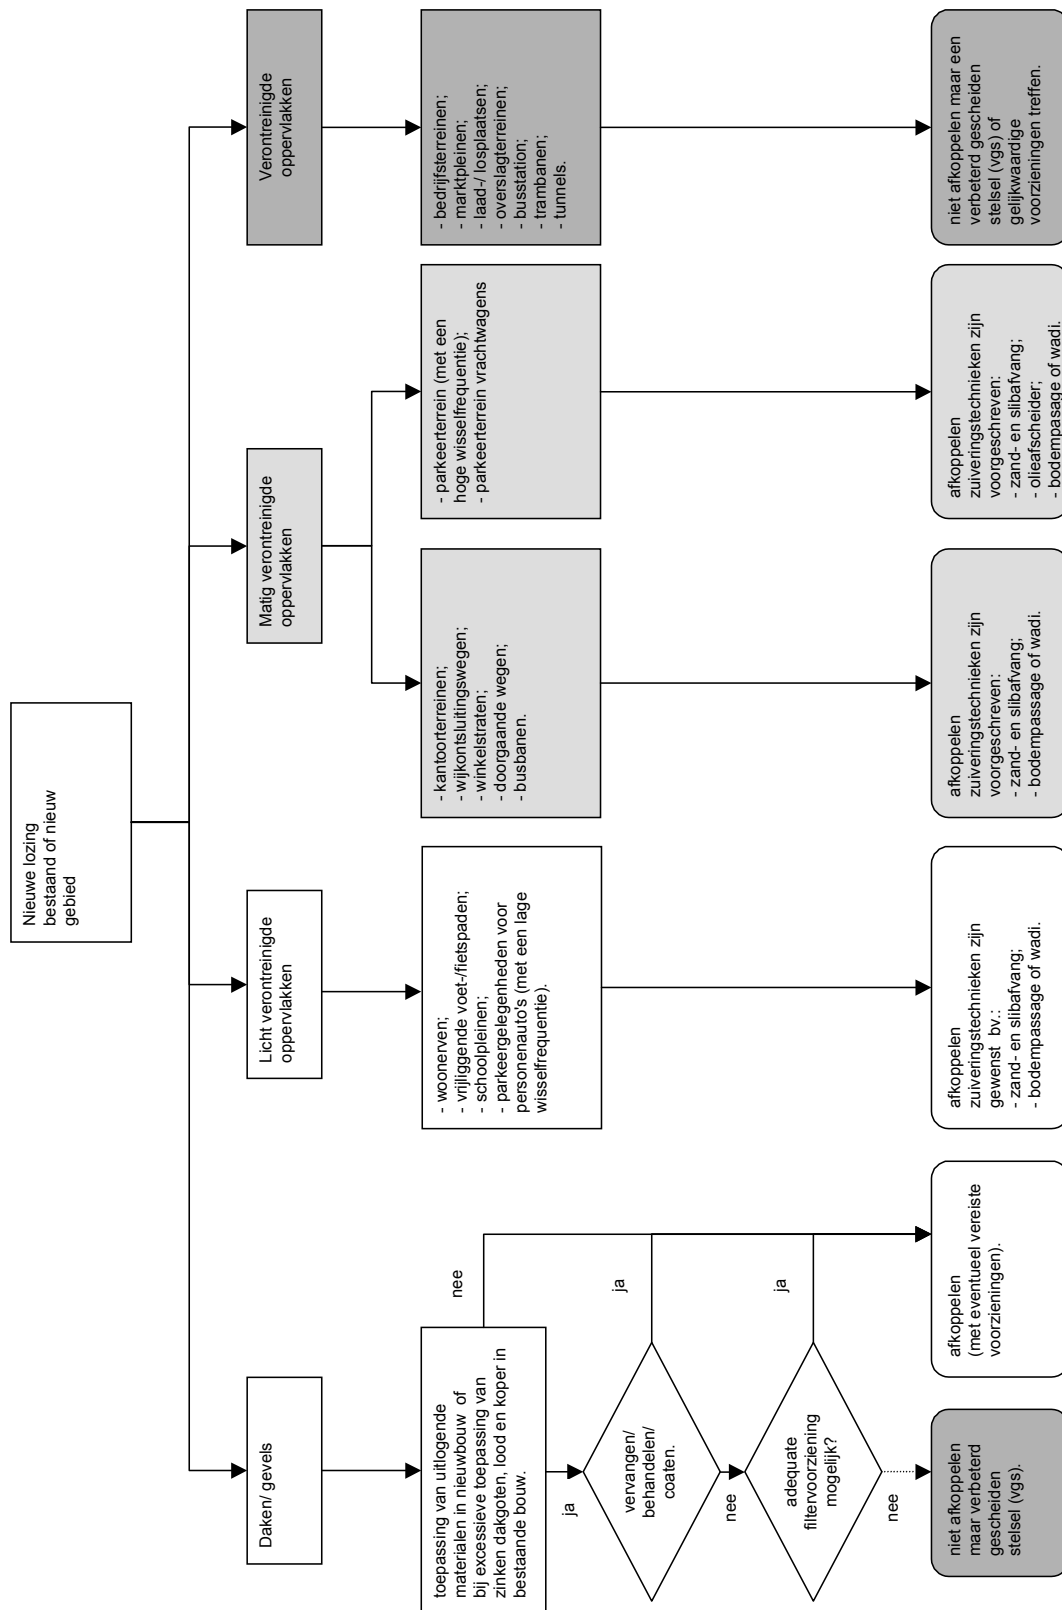 Nieuwe lozing
bestaand of nieuw
gebied
Daken/ gevels
Licht verontreinigde
oppervlakken
Matig verontreinigde
oppervlakken
Verontreinigde
oppervlakken
toepassing van uitlogende
materialen in nieuwbouw of
bij excessieve toepassing van
zinken dakgoten, lood en koper in
bestaande bouw.
- woonerven;
- vrijliggende voet-/fietspaden;
- schoolpleinen;
- parkeergelegenheden voor
personenauto's (met een lage
wisselfrequentie).
- kantoorterreinen;
- wijkontsluitingswegen;
- winkelstraten;
- doorgaande wegen;
- busbanen.
- parkeerterrein (met een
hoge wisselfrequentie);
- parkeerterrein vrachtwagens
- bedrijfsterreinen;
- marktpleinen;
- laad-/ losplaatsen;
- overslagterreinen;
- busstation;
- trambanen;
- tunnels.
nee
ja
vervangen/
behandelen/
coaten.
ja
nee
adequate
filtervoorziening
mogelijk?
ja
nee
niet afkoppelen
maar verbeterd
gescheiden
stelsel (vgs).
afkoppelen
(met eventueel vereiste
voorzieningen).
afkoppelen
zuiveringstechnieken zijn
gewenst bv.:
- zand- en slibafvang;
- bodempassage of wadi.
afkoppelen
zuiveringstechnieken zijn
voorgeschreven:
- zand- en slibafvang;
- bodempassage of wadi.
afkoppelen
zuiveringstechnieken zijn
voorgeschreven:
- zand- en slibafvang;
- olieafscheider;
- bodempasage of wadi.
niet afkoppelen maar een
verbeterd gescheiden
stelsel (vgs) of
gelijkwaardige
voorzieningen treffen.